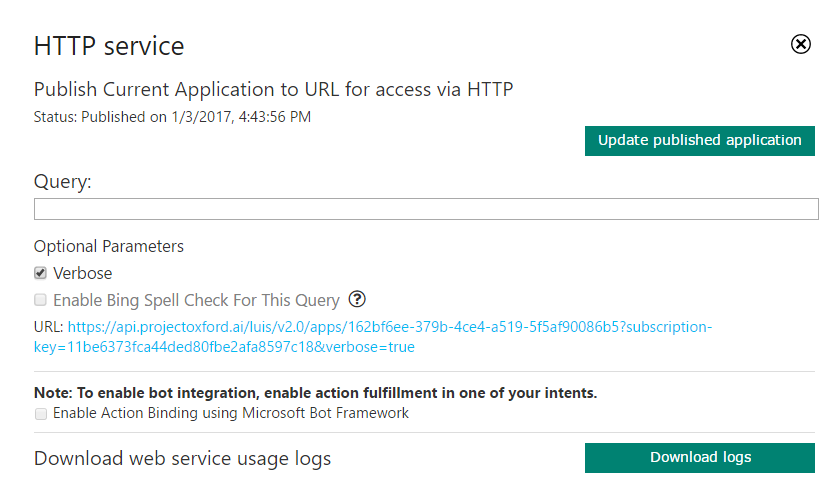 HTTP service
Publish Current Application to URL for access via HTTP
Status: Published on 1/3/2017, 4:43:56 PM
Update published application
Query:
Optional Parameters
Verbose
Enable Bing Spell Check For This Query ?
URL: https://api.projectoxford.ai/luis/v2.0/apps/162bf6ee-379b-4ce4-a519-5f5af90086b5?subscription-
key=11be6373fca44ded80fbe2afa8597c18&verbose=true
Note: To enable bot integration, enable action fulfillment in one of your intents.
Enable Action Binding using Microsoft Bot Framework
Download web service usage logs
Download logs